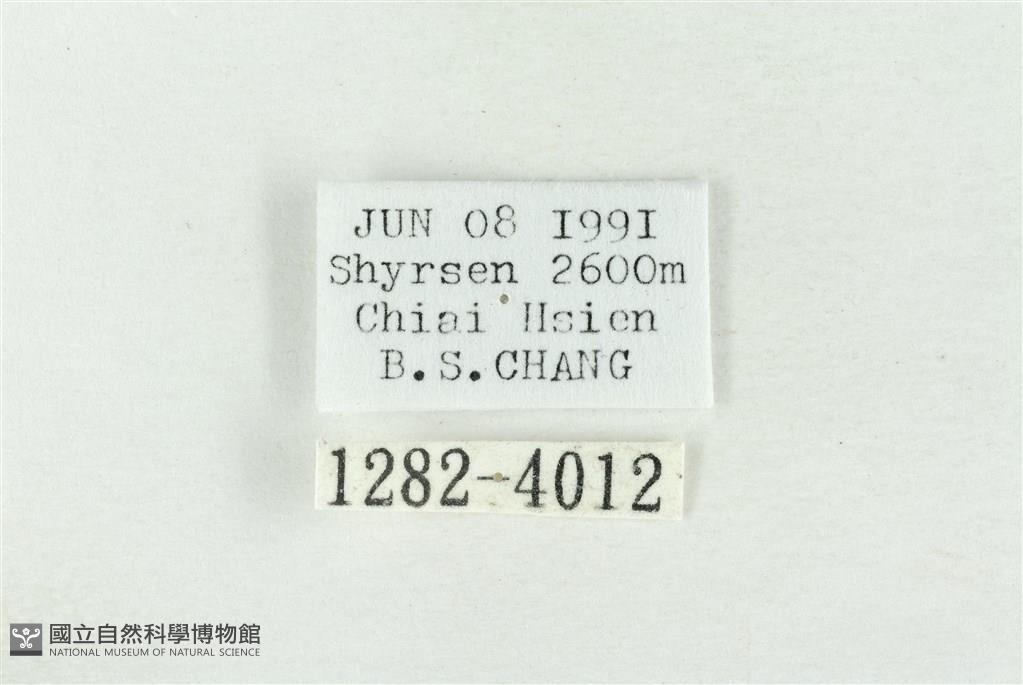 JUN 08 1991
Shyrsen 2600m
Chiai Hsien
B.S.CHANG
1282-4012
國立自然科學博物館
NATIONAL MUSEUM OF NATURAL SCIENCE